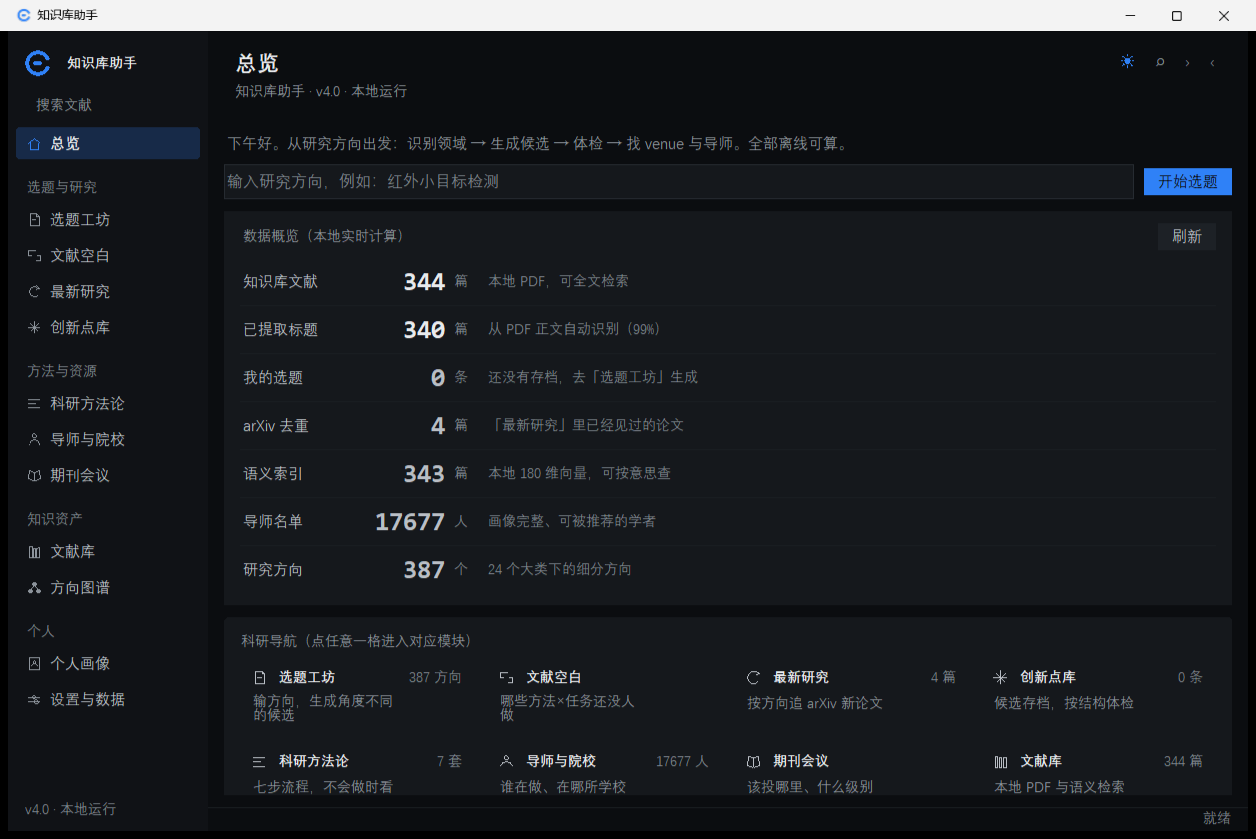 知识库助手
知识库助手
搜索文献
总览
选题与研究
选题工坊
文献空白
最新研究
创新点库
方法与资源
科研方法论
导师与院校
期刊会议
知识资产
文献库
方向图谱
个人
个人画像
设置与数据
v4.0 · 本地运行
总览
知识库助手 · v4.0 · 本地运行
下午好。从研究方向出发：识别领域 → 生成候选 → 体检 → 找 venue 与导师。全部离线可算。
输入研究方向，例如：红外小目标检测
开始选题
数据概览（本地实时计算）
刷新
知识库文献 344 篇 本地 PDF，可全文检索
已提取标题 340 篇 从 PDF 正文自动识别（99%）
我的选题 0 条 还没有存档，去「选题工坊」生成
arXiv 去重 4 篇 「最新研究」里已经见过的论文
语义索引 343 篇 本地 180 维向量，可按意思查
导师名单 17677 人 画像完整、可被推荐的学者
研究方向 387 个 24 个大类下的细分方向
科研导航（点任意一格进入对应模块）
选题工坊 387 方向
输方向，生成角度不同
的候选
文献空白
哪些方法×任务还没人
做
最新研究 4 篇
按方向追 arXiv 新论文
创新点库 0 条
候选存档，按结构体检
科研方法论 7 套
七步流程，不会做时看
导师与院校 17677 人
谁在做、在哪所学校
期刊会议
该投哪里、什么级别
文献库 344 篇
本地 PDF 与语义检索
就绪